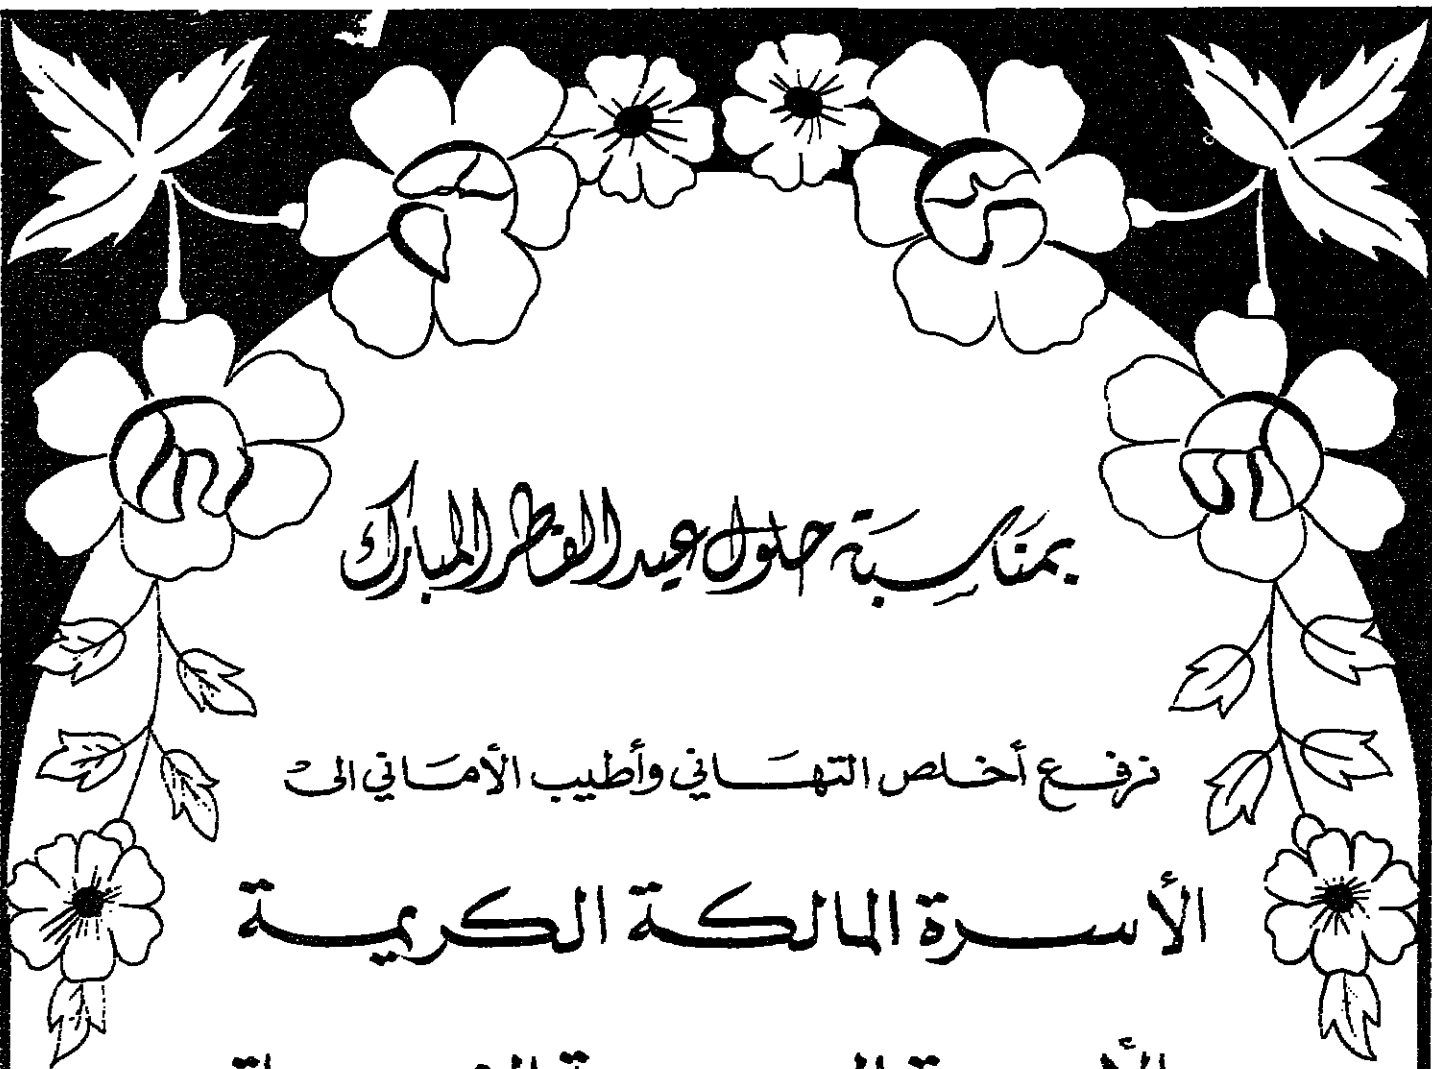 بمناسبة حلول عيد الفطر المبارك
نرفع أخلص التهاني وأطيب الأماني الى
الأسرة المالكة الكريمة